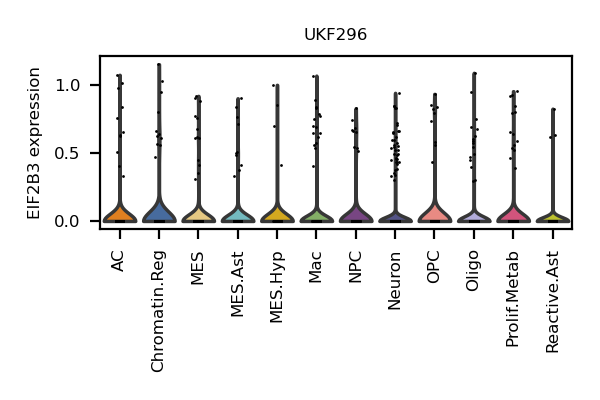 UKF296
EIF2B3 expression
1.0
0.5
0.0
AC
Chromatin.Reg
MES
MES.Ast
MES.Hyp
Mac
NPC
Neuron
OPC
Oligo
Prolif.Metab
Reactive.Ast